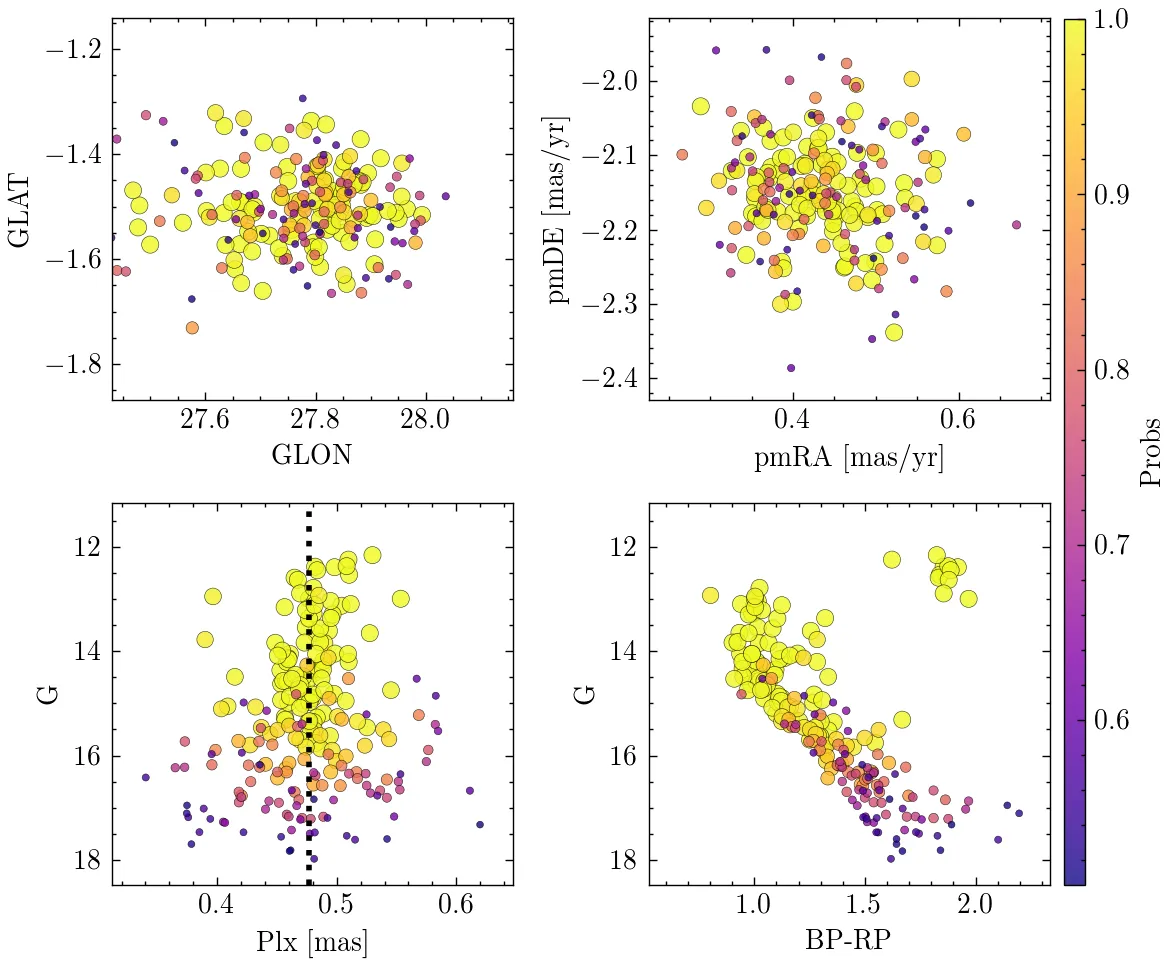 −1.2
−1.4
−1.6
−1.8
GLAT
27.6 27.8 28.0
GLON
−2.0
−2.1
−2.2
−2.3
−2.4
pmDE [mas/yr]
0.4 0.6
pmRA [mas/yr]
12
14
16
18
G
0.4 0.5 0.6
Plx [mas]
12
14
16
18
G
1.0 1.5 2.0
BP-RP
1.0
0.9
0.8
0.7
0.6
Probs